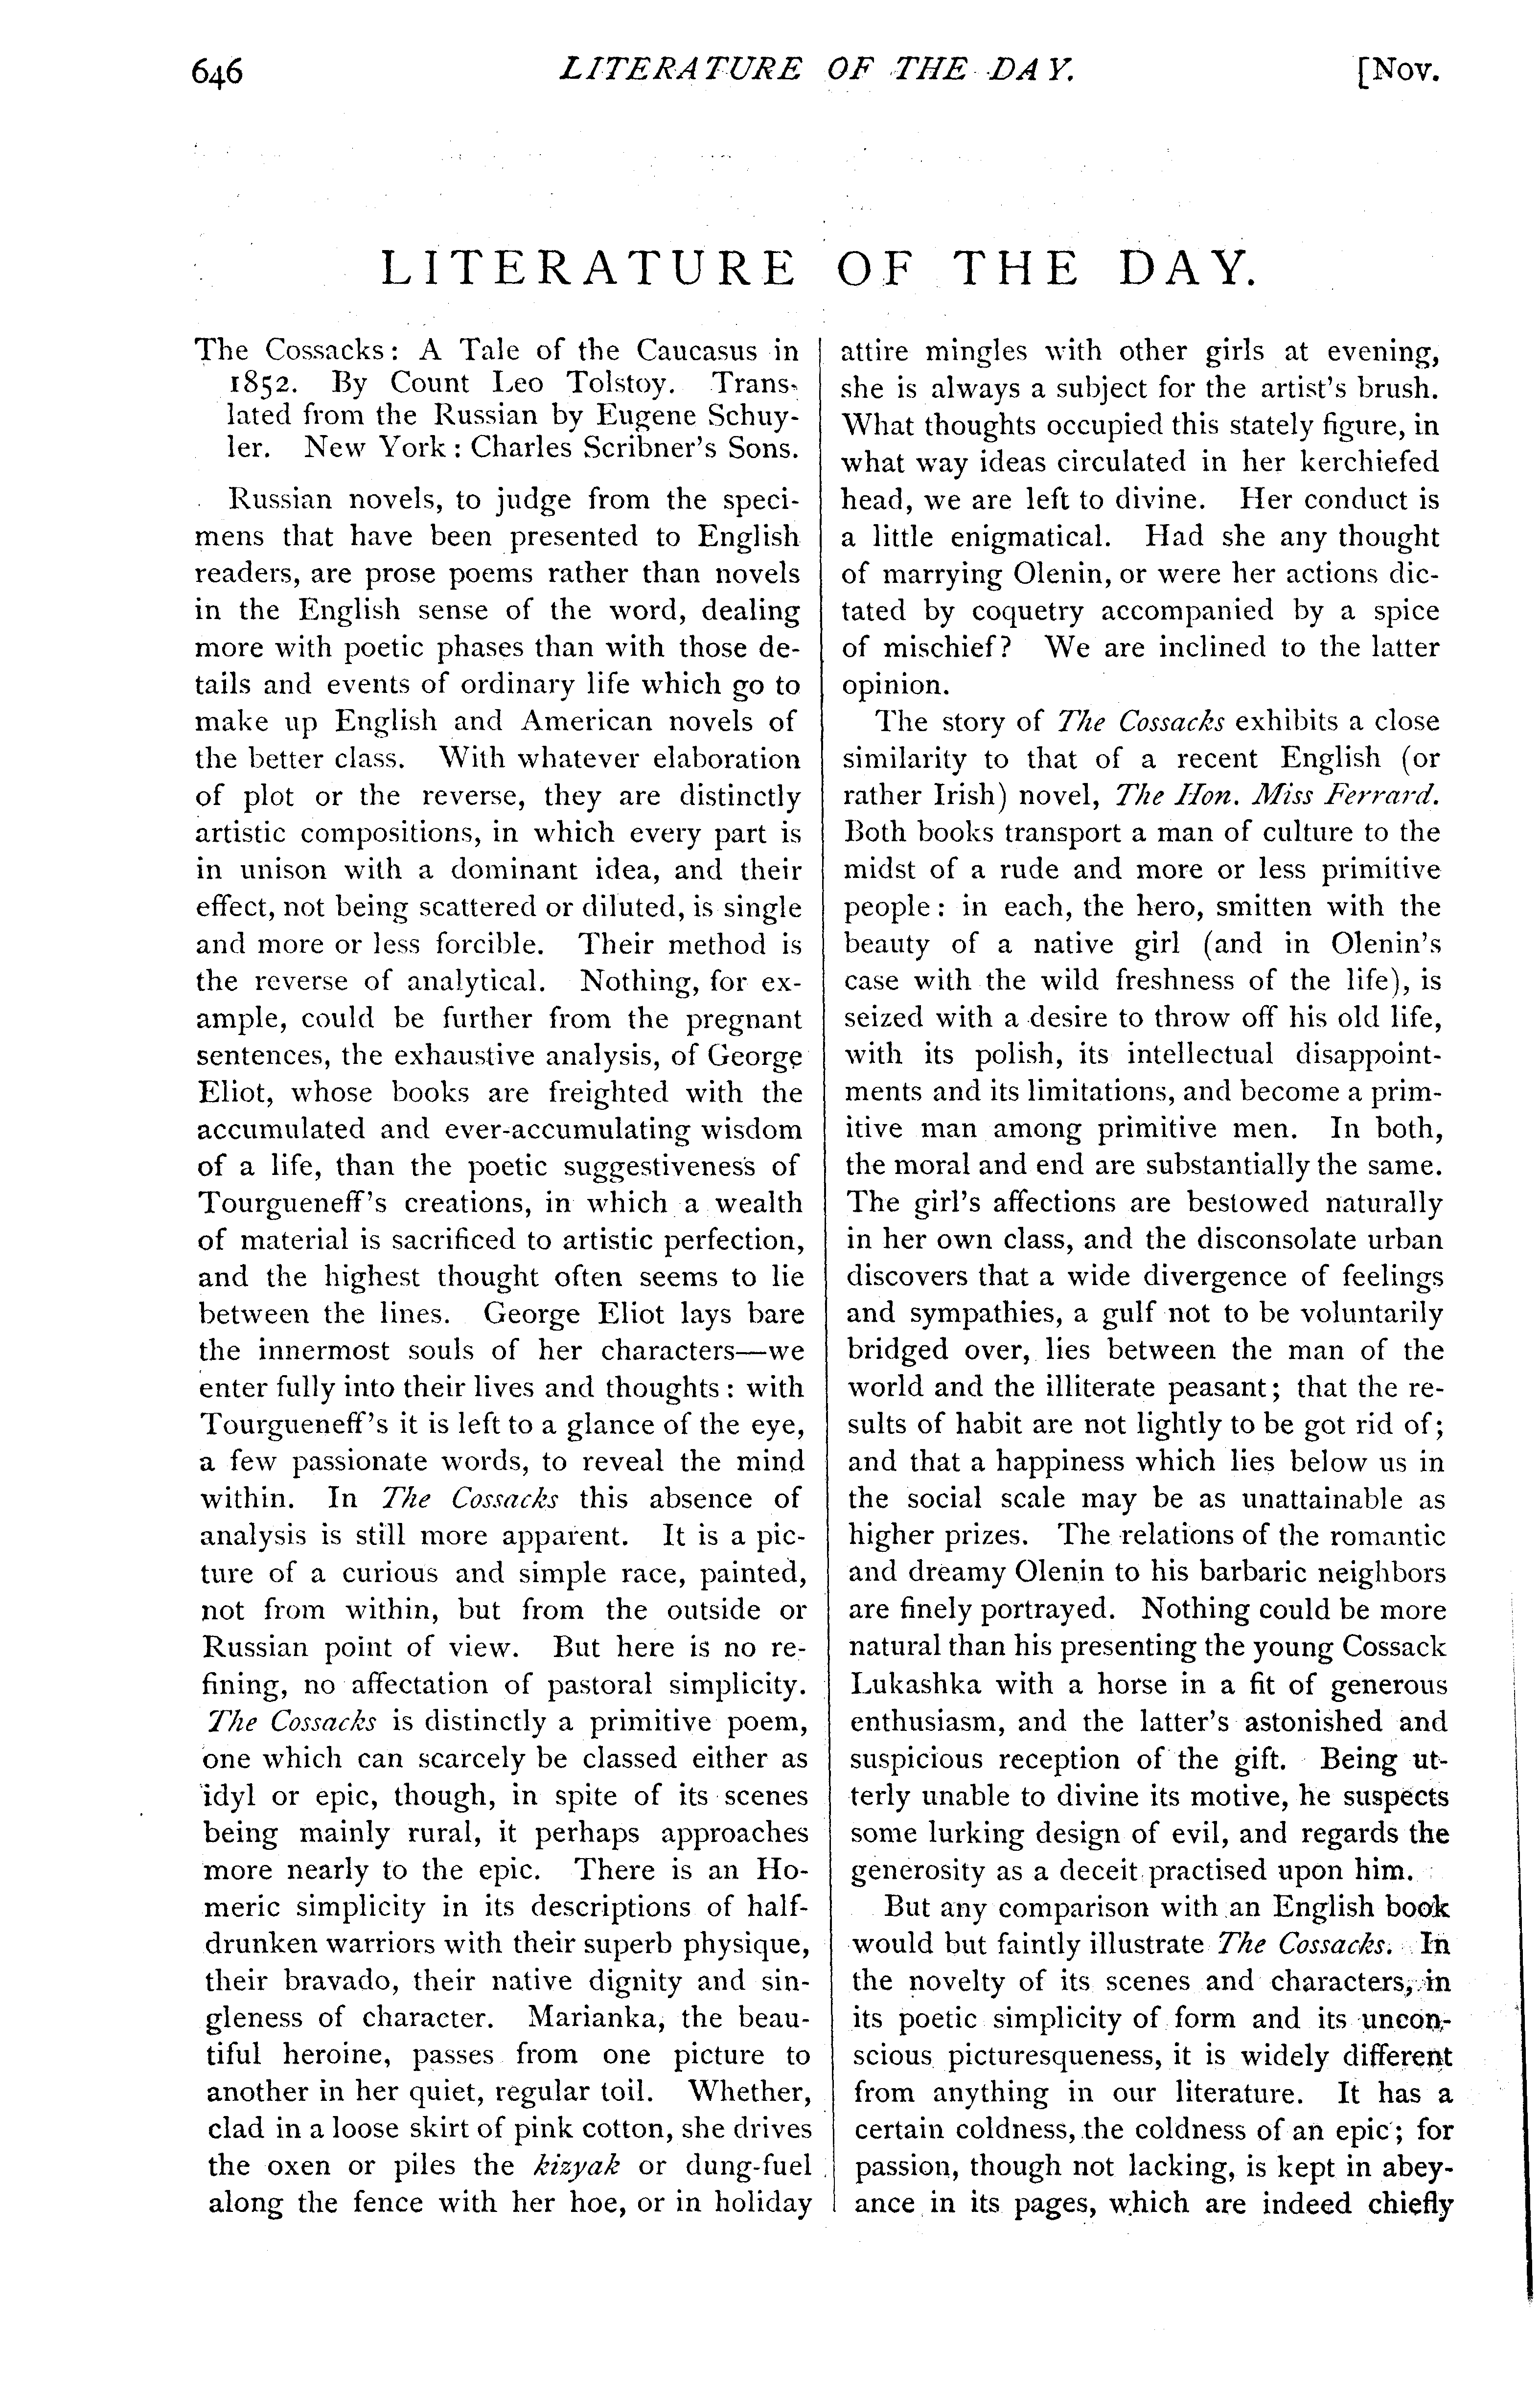 646 LITERATURE OF THE DAY. [Nov.
LITERATURE OF THE DAY.
The Cossacks: A Tale of the Caucasus in
1852. By Count Leo Tolstoy. Trans-
lated from the Russian by Eugene Schuy-
ler. New York: Charles Scribner's Sons.
Russian novels, to judge from the speci-
mens that have been presented to English
readers, are prose poems rather than novels
in the English sense of the word, dealing
more with poetic phases than with those de-
tails and events of ordinary life which go to
make up English and American novels of
the better class. With whatever elaboration
of plot or the reverse, they are distinctly
artistic compositions, in which every part is
in unison with a dominant idea, and their
effect, not being scattered or diluted, is single
and more or less forcible. Their method is
the reverse of analytical. Nothing, for ex-
ample, could be further from the pregnant
sentences, the exhaustive analysis, of George
Eliot, whose books are freighted with the
accumulated and ever-accumulating wisdom
of a life, than the poetic suggestiveness of
Tourgueneff's creations, in which a wealth
of material is sacrificed to artistic perfection,
and the highest thought often seems to lie
between the lines. George Eliot lays bare
the innermost souls of her characters—we
enter fully into their lives and thoughts: with
Tourgueneff's it is left to a glance of the eye,
a few passionate words, to reveal the mind
within. In The Cossacks this absence of
analysis is still more apparent. It is a pic-
ture of a curious and simple race, painted,
not from within, but from the outside or
Russian point of view. But here is no re-
fining, no affectation of pastoral simplicity.
The Cossacks is distinctly a primitive poem,
one which can scarcely be classed either as
idyl or epic, though, in spite of its scenes
being mainly rural, it perhaps approaches
more nearly to the epic. There is an Ho-
meric simplicity in its descriptions of half-
drunken warriors with their superb physique,
their bravado, their native dignity and sin-
gleness of character. Marianka, the beau-
tiful heroine, passes from one picture to
another in her quiet, regular toil. Whether,
clad in a loose skirt of pink cotton, she drives
the oxen or piles the kizyak or dung-fuel
along the fence with her hoe, or in holiday
attire mingles with other girls at evening,
she is always a subject for the artist's brush.
What thoughts occupied this stately figure, in
what way ideas circulated in her kerchiefed
head, we are left to divine. Her conduct is
a little enigmatical. Had she any thought
of marrying Olenin, or were her actions dic-
tated by coquetry accompanied by a spice
of mischief? We are inclined to the latter
opinion.
The story of The Cossacks exhibits a close
similarity to that of a recent English (or
rather Irish) novel, The Hon. Miss Ferrard.
Both books transport a man of culture to the
midst of a rude and more or less primitive
people: in each, the hero, smitten with the
beauty of a native girl (and in Olenin's
case with the wild freshness of the life), is
seized with a desire to throw off his old life,
with its polish, its intellectual disappoint-
ments and its limitations, and become a prim-
itive man among primitive men. In both,
the moral and end are substantially the same.
The girl's affections are bestowed naturally
in her own class, and the disconsolate urban
discovers that a wide divergence of feelings
and sympathies, a gulf not to be voluntarily
bridged over, lies between the man of the
world and the illiterate peasant; that the re-
sults of habit are not lightly to be got rid of;
and that a happiness which lies below us in
the social scale may be as unattainable as
higher prizes. The relations of the romantic
and dreamy Olenin to his barbaric neighbors
are finely portrayed. Nothing could be more
natural than his presenting the young Cossack
Lukashka with a horse in a fit of generous
enthusiasm, and the latter's astonished and
suspicious reception of the gift. Being ut-
terly unable to divine its motive, he suspects
some lurking design of evil, and regards the
generosity as a deceit practised upon him.
But any comparison with an English book
would but faintly illustrate The Cossacks. In
the novelty of its scenes and characters, in
its poetic simplicity of form and its uncon-
scious picturesqueness, it is widely different
from anything in our literature. It has a
certain coldness, the coldness of an epic; for
passion, though not lacking, is kept in abey-
ance in its pages, which are indeed chiefly